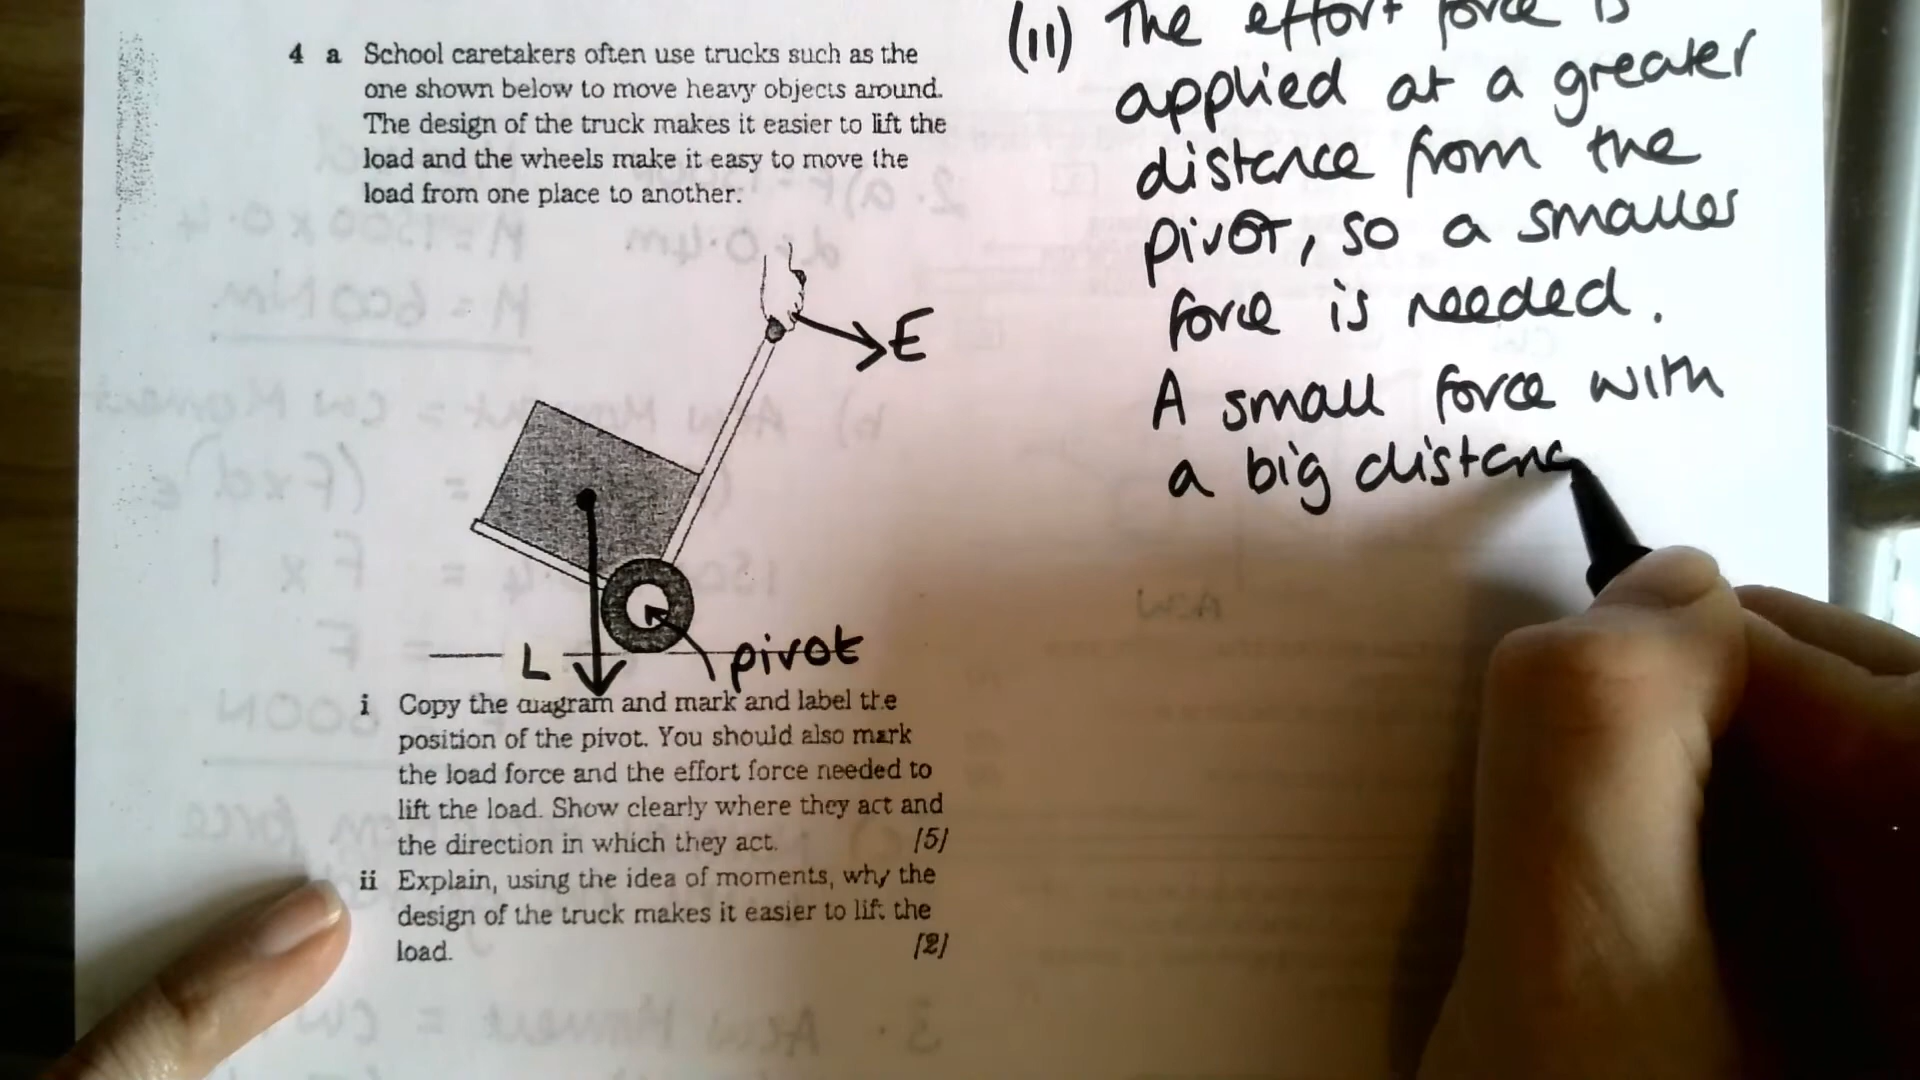 4 a School caretakers often use trucks such as the
one shown below to move heavy objects around.
The design of the truck makes it easier to lift the
load and the wheels make it easy to move the
load from one place to another.
E
L
pivot
i Copy the diagram and mark and label the
position of the pivot. You should also mark
the load force and the effort force needed to
lift the load. Show clearly where they act and
the direction in which they act. [5]
ii Explain, using the idea of moments, why the
design of the truck makes it easier to lift the
load. [2]
(ii) The effort force is
applied at a greater
distance from the
pivot, so a smaller
force is needed.
A small force with
a big distanc